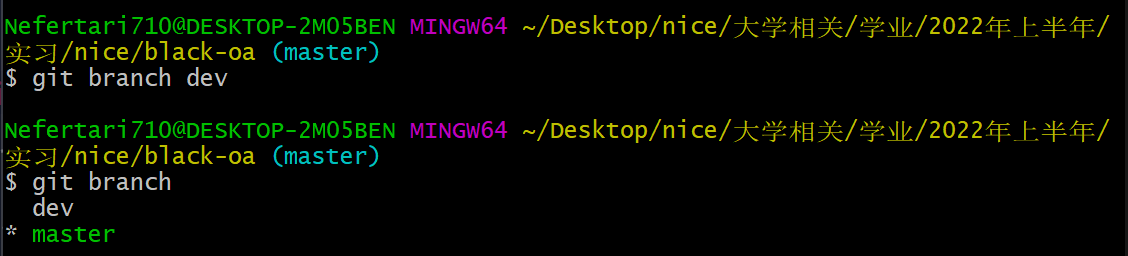 Nefertari710@DESKTOP-2MO5BEN MINGW64 ~/Desktop/nice/大学相关/学业/2022年上半年/
实习/nice/black-oa (master)
$ git branch dev
Nefertari710@DESKTOP-2MO5BEN MINGW64 ~/Desktop/nice/大学相关/学业/2022年上半年/
实习/nice/black-oa (master)
$ git branch
  dev
* master